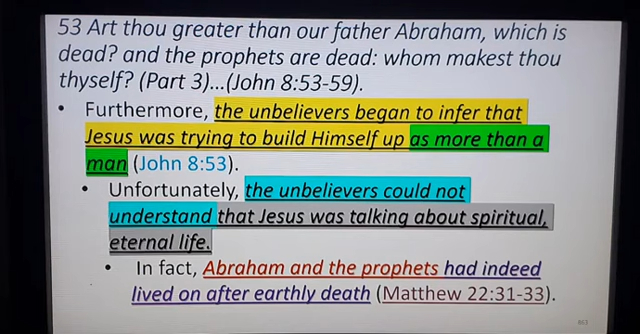 53 Art thou greater than our father Abraham, which is
dead? and the prophets are dead: whom makest thou
thyself? (Part 3)...(John 8:53-59).
• Furthermore, the unbelievers began to infer that
Jesus was trying to build Himself up as more than a
man (John 8:53).
• Unfortunately, the unbelievers could not
understand that Jesus was talking about spiritual,
eternal life.
• In fact, Abraham and the prophets had indeed
lived on after earthly death (Matthew 22:31-33).